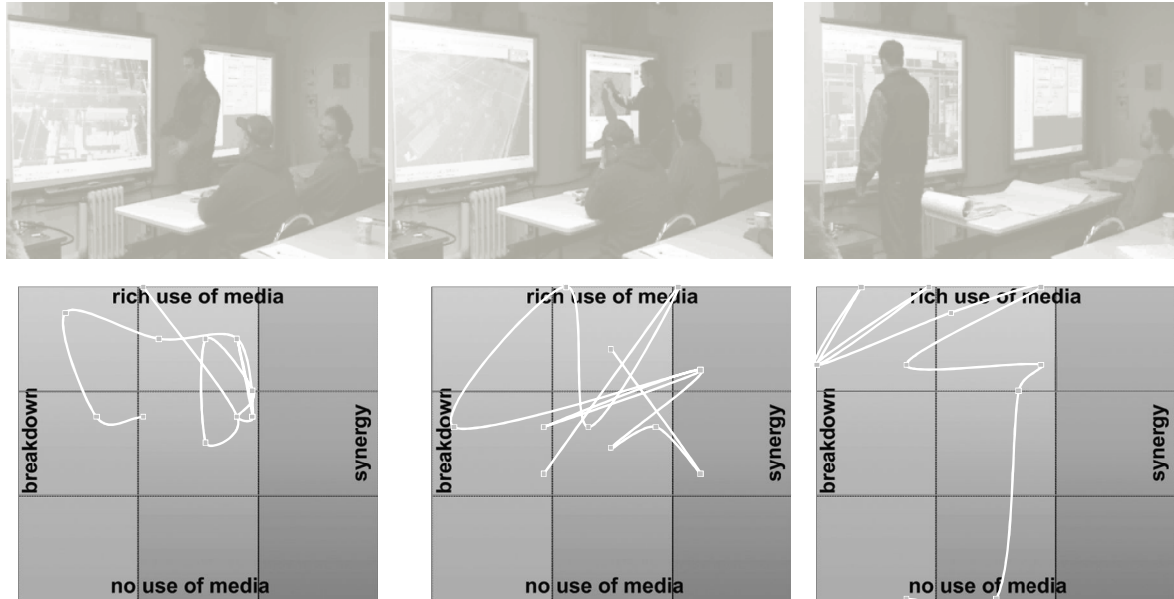 rich use of media
rich use of media
rich use of media
breakdown
synergy
breakdown
synergy
breakdown
synergy
no use of media
no use of media
no use of media